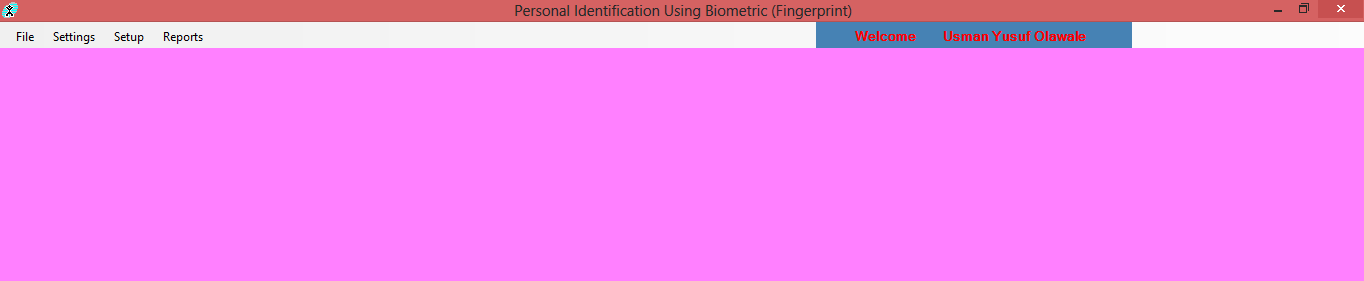 Personal Identification Using Biometric (Fingerprint)
File Settings Setup Reports Welcome Usman Yusuf Olawale